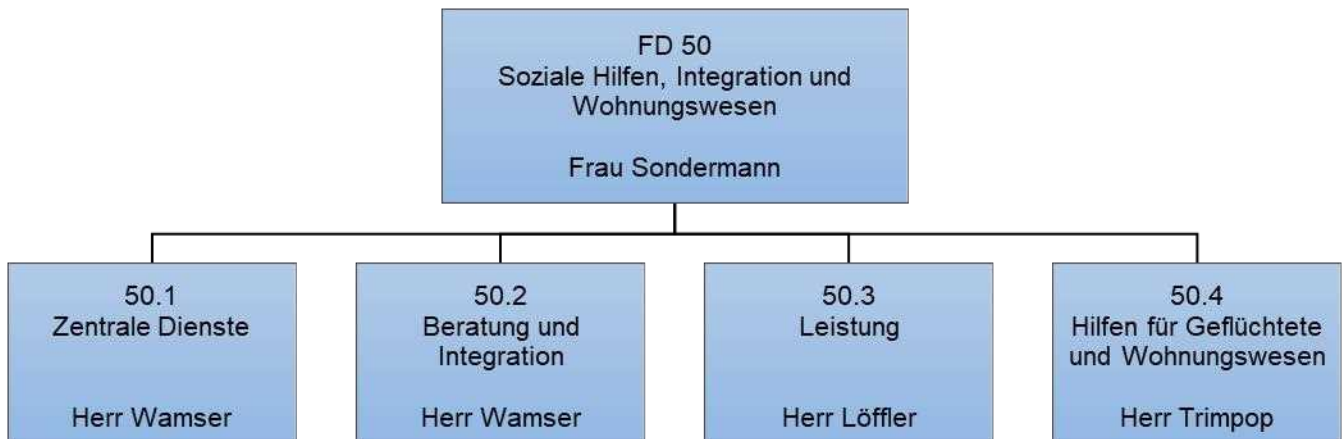 FD 50
Soziale Hilfen, Integration und
Wohnungswesen
Frau Sondermann
50.1
Zentrale Dienste
Herr Wamser
50.2
Beratung und
Integration
Herr Wamser
50.3
Leistung
Herr Löffler
50.4
Hilfen für Geflüchtete
und Wohnungswesen
Herr Trimpop